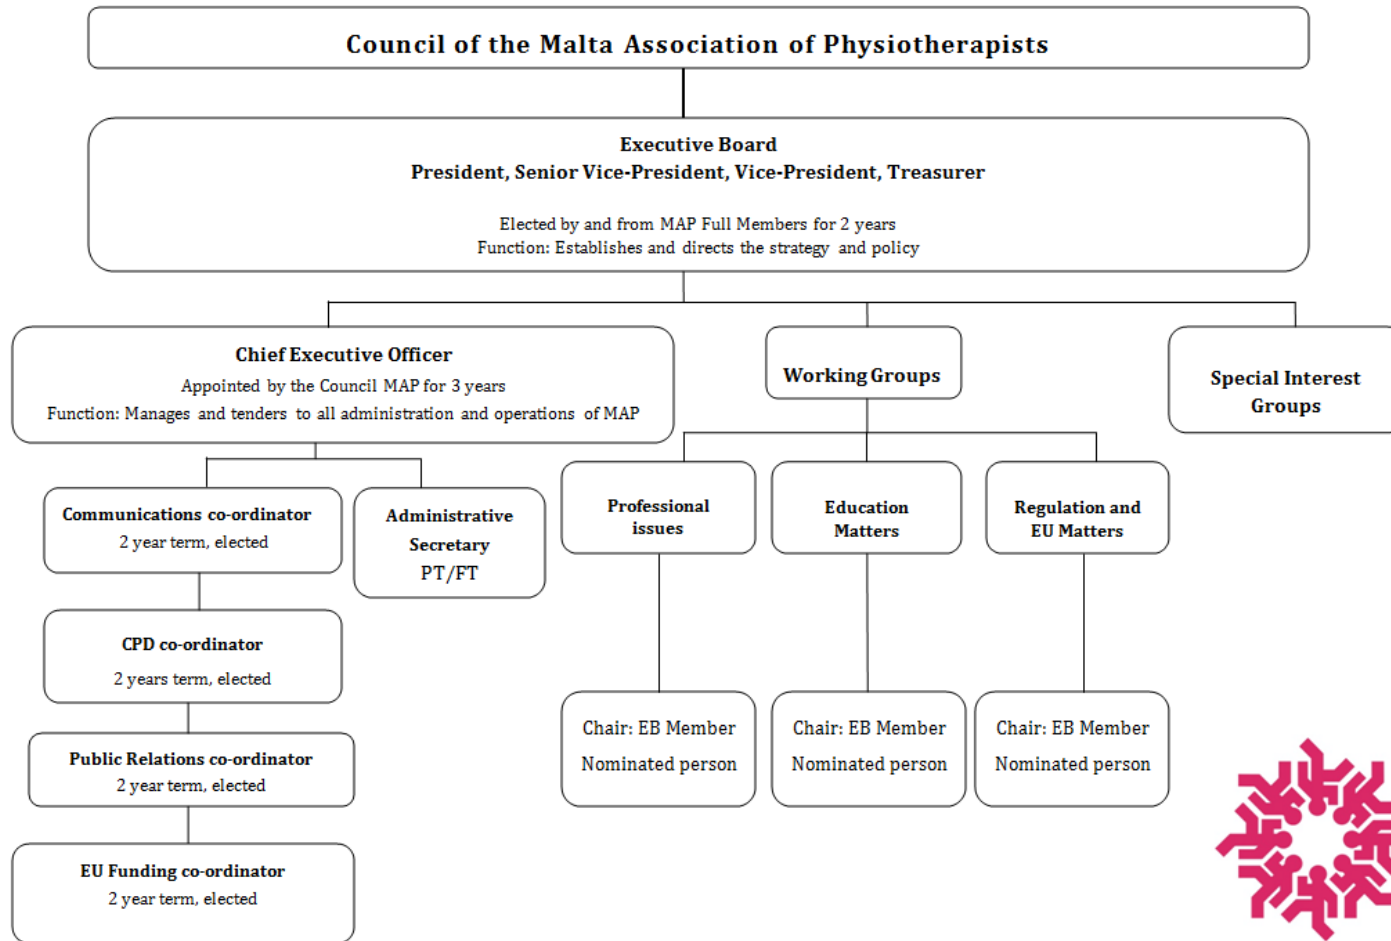 Council of the Malta Association of Physiotherapists
Executive Board
President, Senior Vice-President, Vice-President, Treasurer
Elected by and from MAP Full Members for 2 years
Function: Establishes and directs the strategy and policy
Chief Executive Officer
Appointed by the Council MAP for 3 years
Function: Manages and tenders to all administration and operations of MAP
Working Groups
Special Interest
Groups
Communications co-ordinator
2 year term, elected
Administrative
Secretary
PT/FT
Professional
issues
Education
Matters
Regulation and
EU Matters
CPD co-ordinator
2 years term, elected
Public Relations co-ordinator
2 year term, elected
EU Funding co-ordinator
2 year term, elected
Chair: EB Member
Nominated person
Chair: EB Member
Nominated person
Chair: EB Member
Nominated person